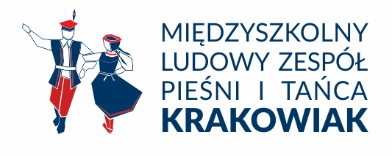 MIĘDZYSZKOLNY
LUDOWY ZESPÓŁ
PIEŚNI I TAŃCA
KRAKOWIAK